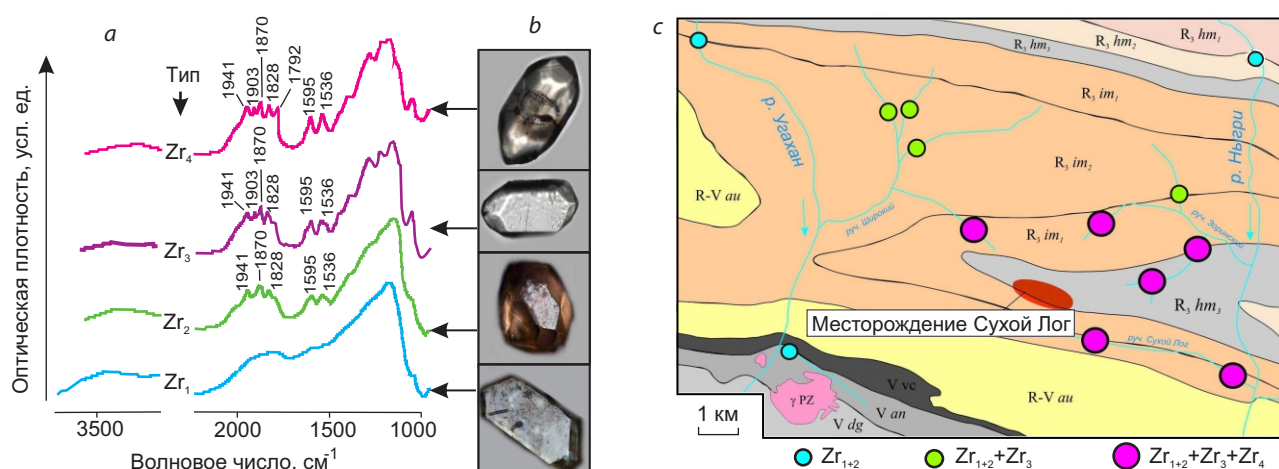 a
b
c
Оптическая плотность, усл. ед.
Тип
1941
1903
1870
1828
1792
1595
1536
Zr4
1941
1903
1870
1828
1595
1536
Zr3
1941
1870
1828
1595
1536
Zr2
Zr1
3500
2000
1500
1000
Волновое число, см-1
R3 hm3
R3 hm2
R3 hm1
р. Угахан
R3 im1
р. Ныгри
R3 im2
R-V au
руч. Широкий
руч. Зоринский
R3 im1
R3 hm3
Месторождение Сухой Лог
руч. Сухой Лог
V vc
γ PZ
V an
R-V au
V dg
1 км
Zr1+2
Zr1+2+Zr3
Zr1+2+Zr3+Zr4